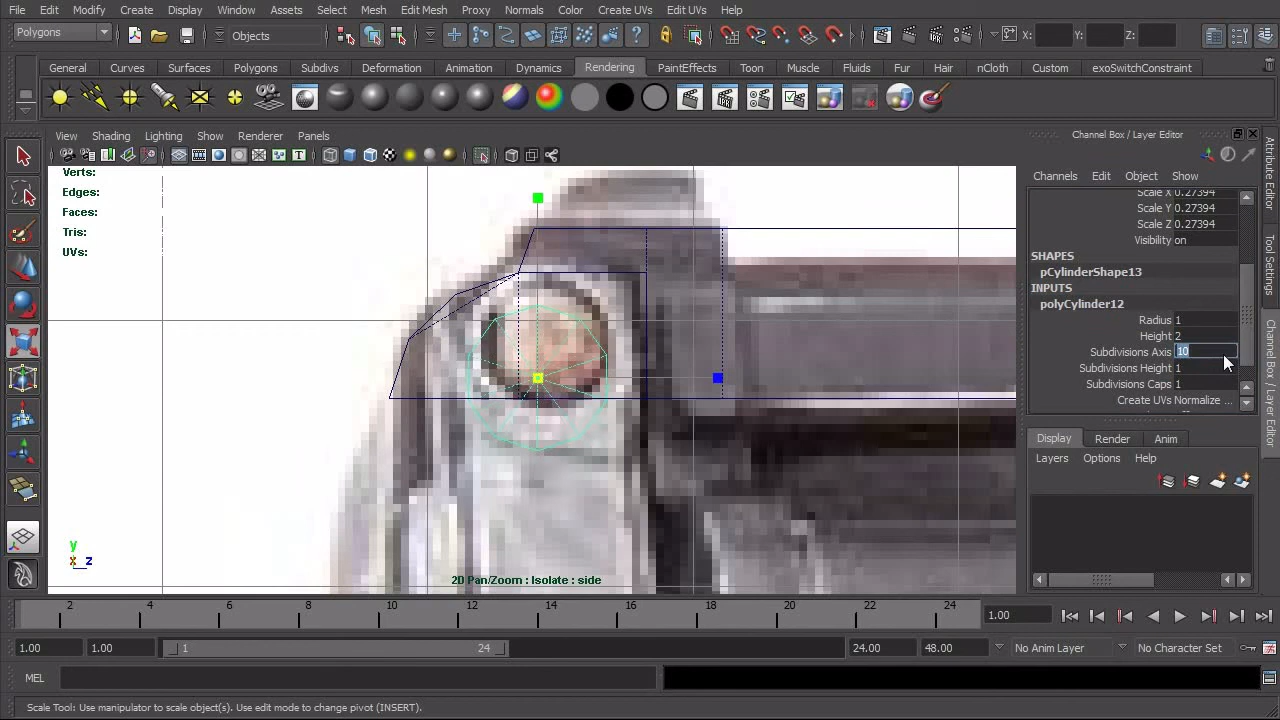 File Edit Modify Create Display Window Assets Select Mesh Edit Mesh Proxy Normals Color Create UVs Edit UVs Help
Polygons Objects X: Y: Z:
General Curves Surfaces Polygons Subdivs Deformation Animation Dynamics Rendering PaintEffects Toon Muscle Fluids Fur Hair nCloth Custom exoSwitchConstraint
View Shading Lighting Show Renderer Panels
Channel Box / Layer Editor
Channels Edit Object Show
Verts:
Edges:
Faces:
Tris:
UVs:
Scale X 0.27394
Scale Y 0.27394
Scale Z 0.27394
Visibility on
SHAPES
pCylinderShape13
INPUTS
polyCylinder12
Radius 1
Height 2
Subdivisions Axis 10
Subdivisions Height 1
Subdivisions Caps 1
Create UVs Normalize ...
Attribute Editor
Tool Settings
Channel Box / Layer Editor
Display Render Anim
Layers Options Help
y
x z
2D Pan/Zoom : Isolate : side
2 4 6 8 10 12 14 16 18 20 22 24
1.00
1.00 1.00 1 24 24.00 48.00 No Anim Layer No Character Set
MEL
Scale Tool: Use manipulator to scale object(s). Use edit mode to change pivot (INSERT).